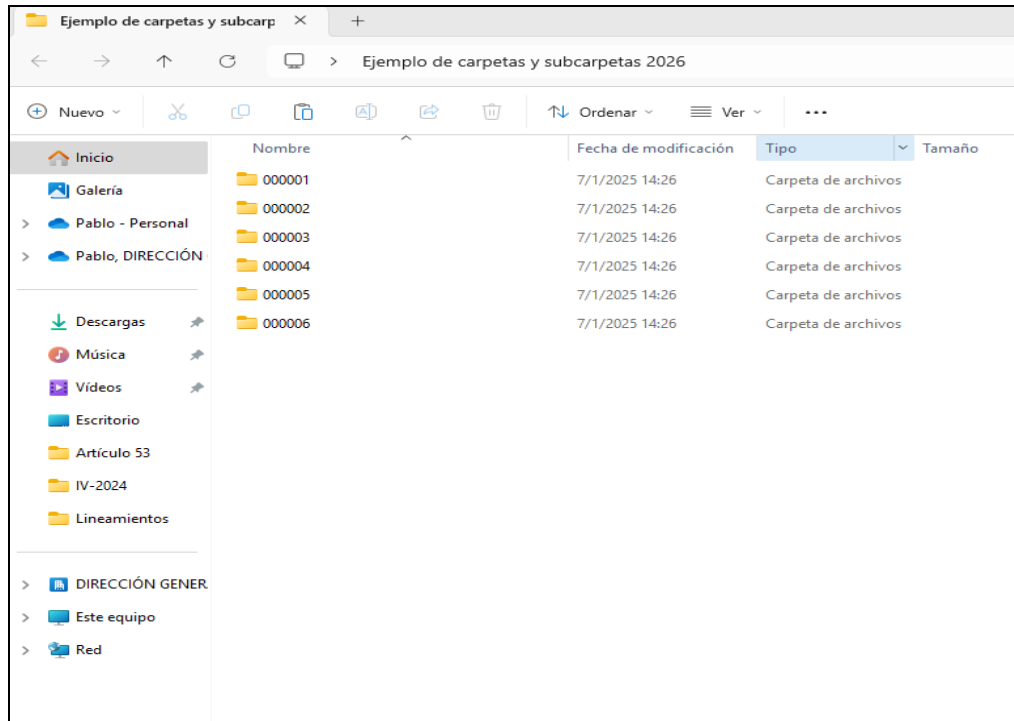 Ejemplo de carpetas y subcarp
Ejemplo de carpetas y subcarpetas 2026
Nuevo
Ordenar
Ver
Nombre Fecha de modificación Tipo Tamaño
Inicio
Galería
Pablo - Personal
Pablo, DIRECCIÓN
Descargas
Música
Vídeos
Escritorio
Artículo 53
IV-2024
Lineamientos
DIRECCIÓN GENER
Este equipo
Red
000001 7/1/2025 14:26 Carpeta de archivos
000002 7/1/2025 14:26 Carpeta de archivos
000003 7/1/2025 14:26 Carpeta de archivos
000004 7/1/2025 14:26 Carpeta de archivos
000005 7/1/2025 14:26 Carpeta de archivos
000006 7/1/2025 14:26 Carpeta de archivos